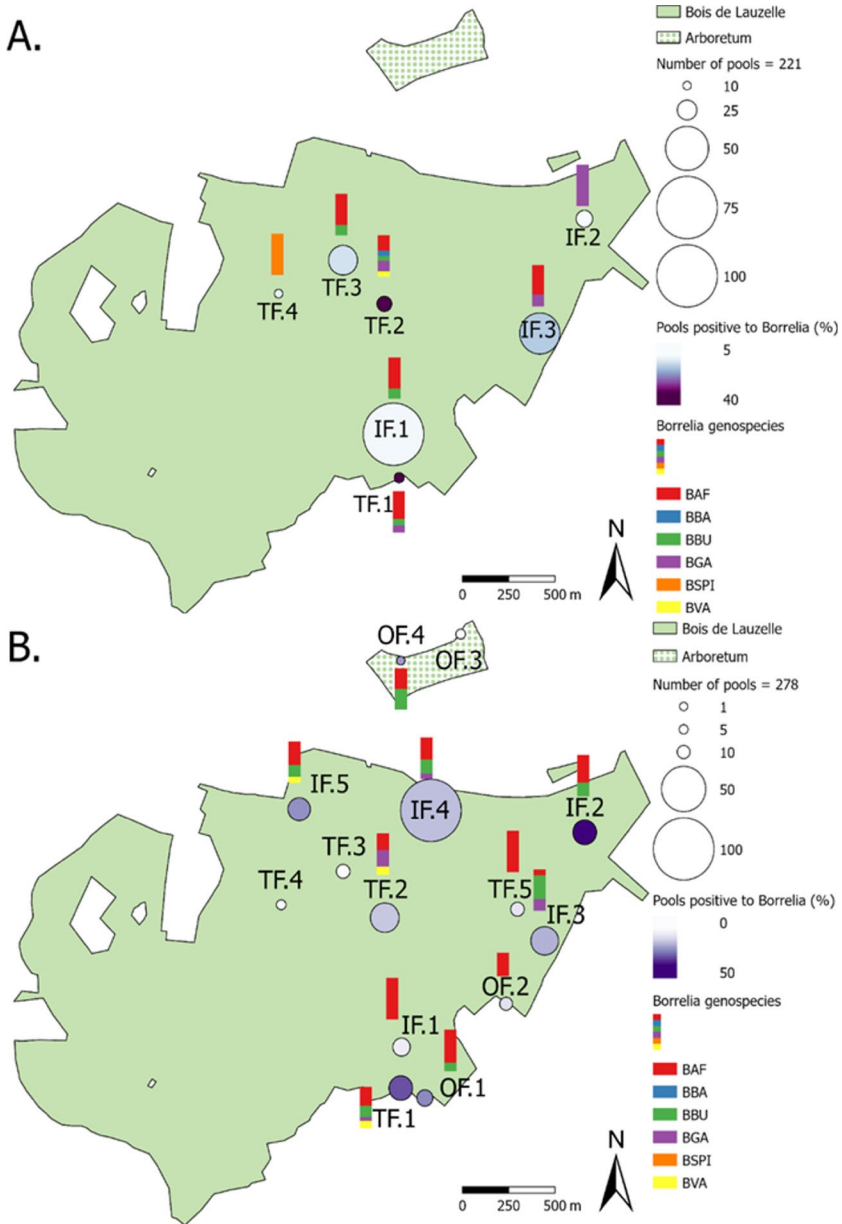 A.
Bois de Lauzelle
Arboretum
Number of pools = 221
10
25
50
75
100
Pools positive to Borrelia (%)
5
40
Borrelia genospecies
BAF
BBA
BBU
BGA
BSPI
BVA
IF.2
TF.3
TF.4
TF.2
IF.3
IF.1
TF.1
N
0 250 500 m
B.
Bois de Lauzelle
Arboretum
Number of pools = 278
1
5
10
50
100
Pools positive to Borrelia (%)
0
50
Borrelia genospecies
BAF
BBA
BBU
BGA
BSPI
BVA
OF.4
OF.3
IF.5
IF.4
IF.2
TF.3
TF.4
TF.2
TF.5
IF.3
OF.2
IF.1
OF.1
TF.1
N
0 250 500 m